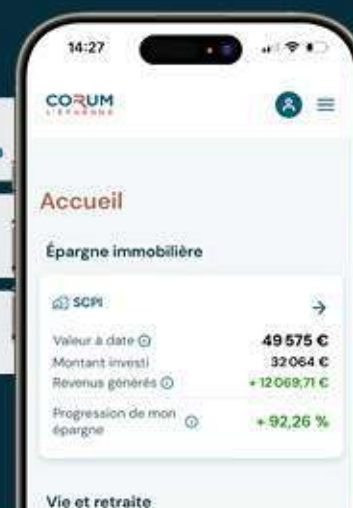 14:27
CORUM
L'ÉPARGNE
Accueil
Épargne immobilière
SCPI
Valeur à date 49 575 €
Montant investi 32 064 €
Revenus générés + 12 069,71 €
Progression de mon
épargne + 92,26 %
Vie et retraite